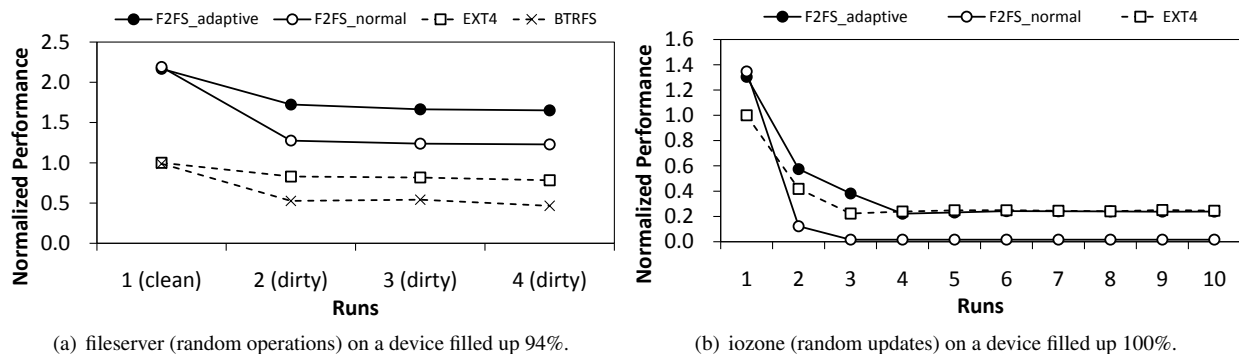 F2FS_adaptive F2FS_normal EXT4 BTRFS
2.5
2.0
1.5
1.0
0.5
0.0
Normalized Performance
1 (clean) 2 (dirty) 3 (dirty) 4 (dirty)
Runs
(a) fileserver (random operations) on a device filled up 94%.
F2FS_adaptive F2FS_normal EXT4
1.6
1.4
1.2
1.0
0.8
0.6
0.4
0.2
0.0
Normalized Performance
1 2 3 4 5 6 7 8 9 10
Runs
(b) iozone (random updates) on a device filled up 100%.